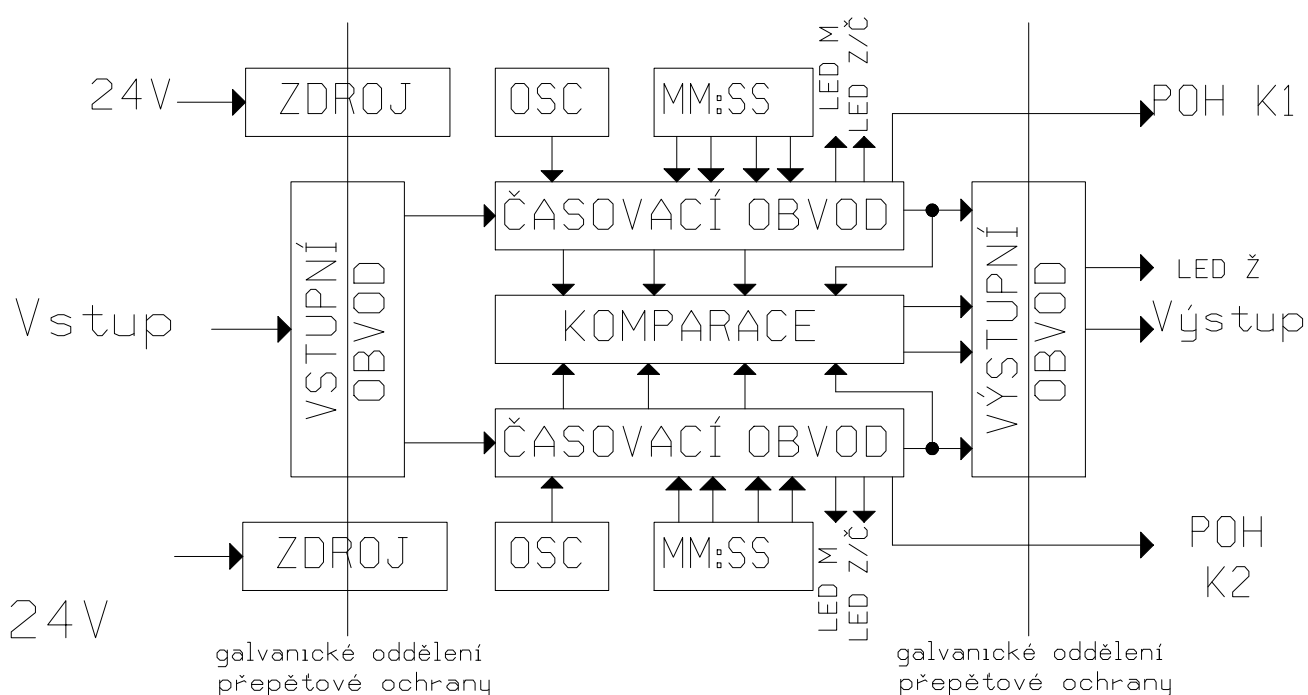 24V
ZDROJ
OSC
MM:SS
LED M
LED Z/Č
POH K1
ČASOVACÍ OBVOD
VSTUPNÍ
OBVOD
VÝSTUPNÍ
OBVOD
LED Ž
Vstup
KOMPARACE
Výstup
ČASOVACÍ OBVOD
ZDROJ
OSC
MM:SS
LED M
LED Z/Č
POH
K2
24V
galvanické oddělení
přepěťové ochrany
galvanické oddělení
přepěťové ochrany